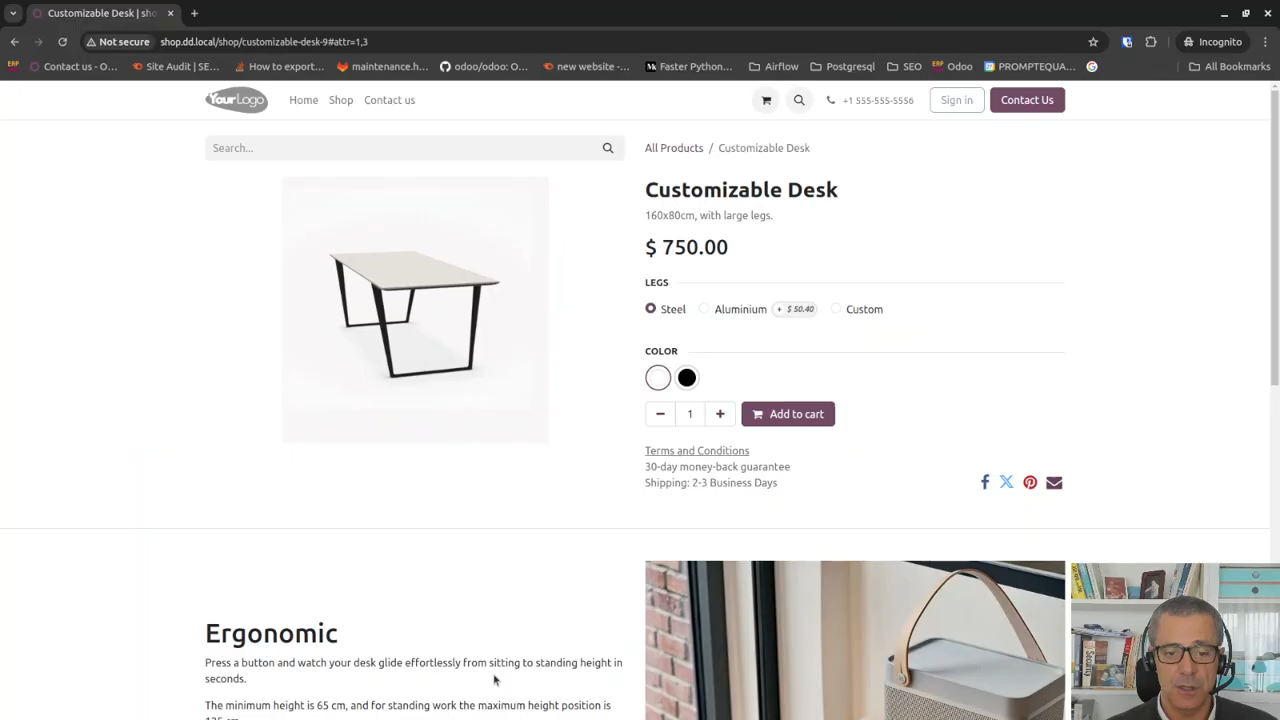 Customizable Desk | sho
Not secure
shop.dd.local/shop/customizable-desk-9#attr=1,3
Incognito
ERP
Contact us - O...
Site Audit | SE...
How to export...
maintenance.h...
odoo/odoo: O...
new website -...
Faster Python...
Airflow
Postgresql
SEO
ERP
Odoo
PROMPTEQUA...
G
All Bookmarks
YourLogo
Home
Shop
Contact us
+1 555-555-5556
Sign in
Contact Us
Search...
All Products / Customizable Desk
Customizable Desk
160x80cm, with large legs.
$ 750.00
LEGS
Steel
Aluminium
+ $ 50.40
Custom
COLOR
1
Add to cart
Terms and Conditions
30-day money-back guarantee
Shipping: 2-3 Business Days
Ergonomic
Press a button and watch your desk glide effortlessly from sitting to standing height in
seconds.
The minimum height is 65 cm, and for standing work the maximum height position is